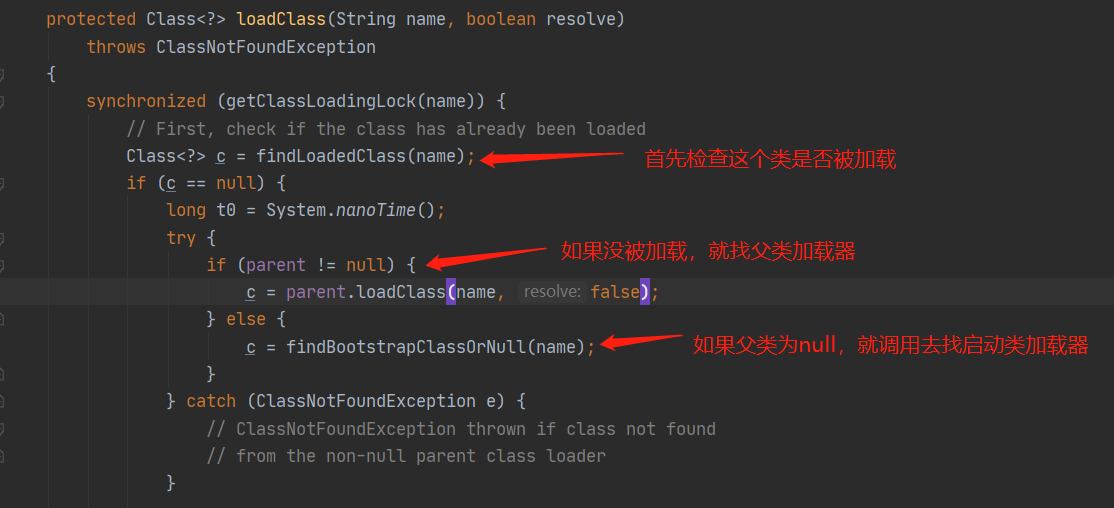 protected Class<?> loadClass(String name, boolean resolve)
throws ClassNotFoundException
{
synchronized (getClassLoadingLock(name)) {
// First, check if the class has already been loaded
Class<?> c = findLoadedClass(name); 首先检查这个类是否被加载
if (c == null) {
long t0 = System.nanoTime();
try {
if (parent != null) { 如果没被加载，就找父类加载器
c = parent.loadClass(name, resolve: false);
} else {
c = findBootstrapClassOrNull(name); 如果父类为null，就调用去找启动类加载器
}
} catch (ClassNotFoundException e) {
// ClassNotFoundException thrown if class not found
// from the non-null parent class loader
}